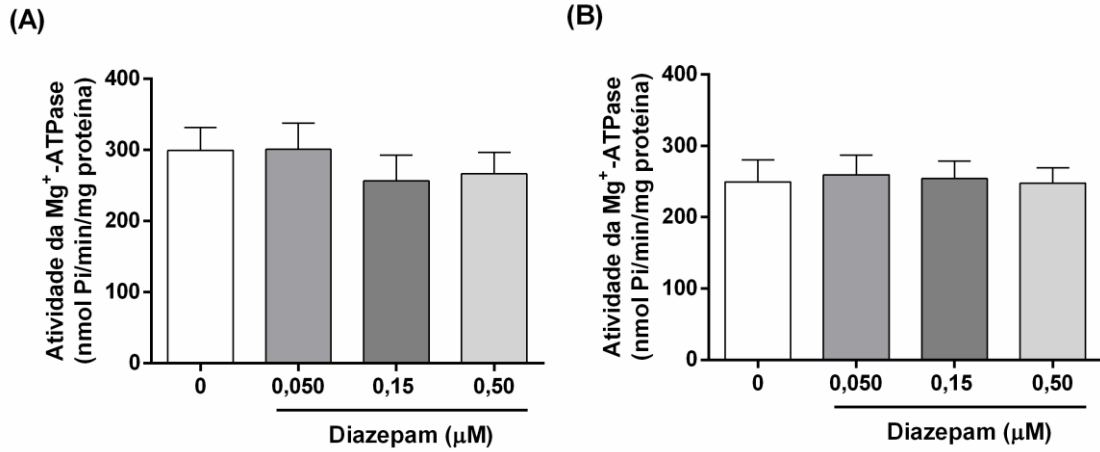 (A)
Atividade da Mg⁺-ATPase
(nmol Pi/min/mg proteína)
400
300
200
100
0
0
0,050
0,15
0,50
Diazepam (μM)
(B)
Atividade da Mg⁺-ATPase
(nmol Pi/min/mg proteína)
400
300
200
100
0
0
0,050
0,15
0,50
Diazepam (μM)